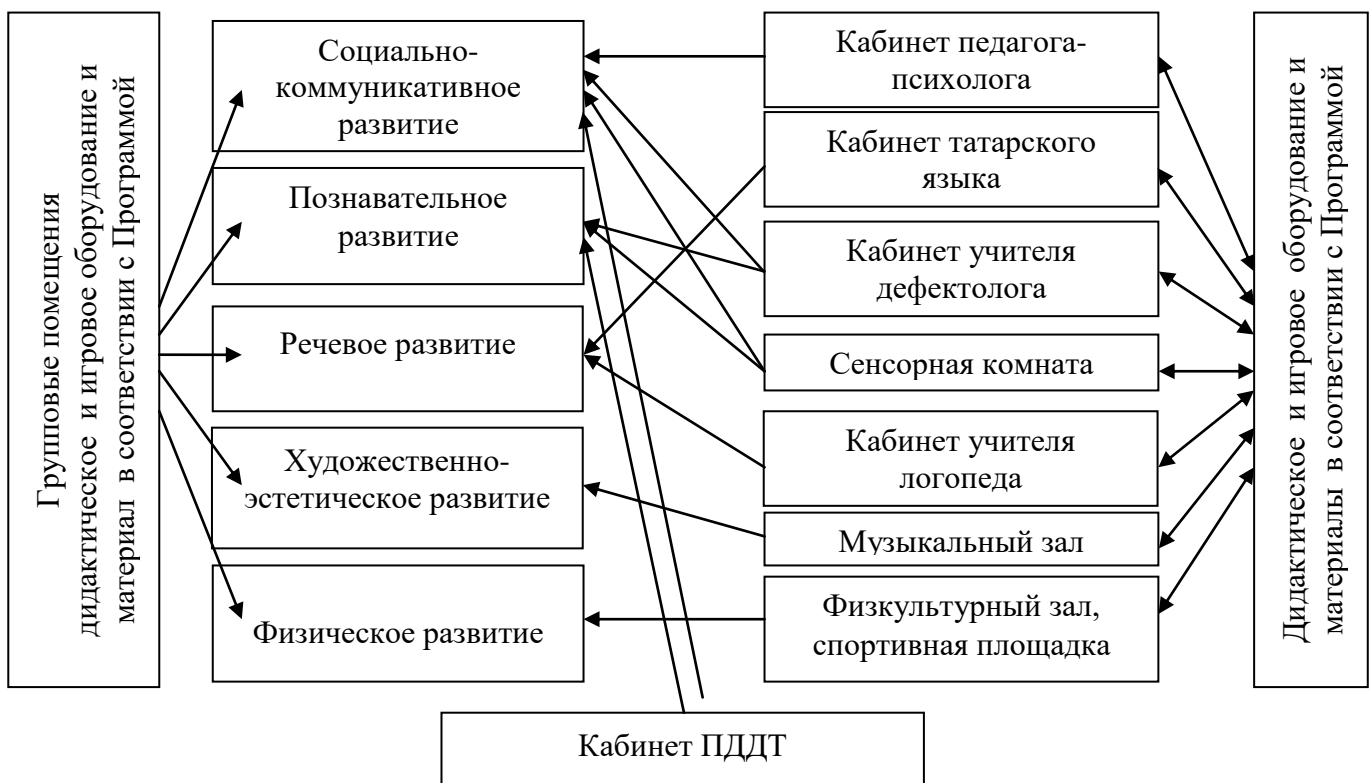 Групповые помещения
дидактическое и игровое оборудование и
материал в соответствии с Программой
Социально-
коммуникативное
развитие
Познавательное
развитие
Речевое развитие
Художественно-
эстетическое развитие
Физическое развитие
Кабинет педагога-
психолога
Кабинет татарского
языка
Кабинет учителя
дефектолога
Сенсорная комната
Кабинет учителя
логопеда
Музыкальный зал
Физкультурный зал,
спортивная площадка
Дидактическое и игровое оборудование и
материалы в соответствии с Программой
Кабинет ПДДТ